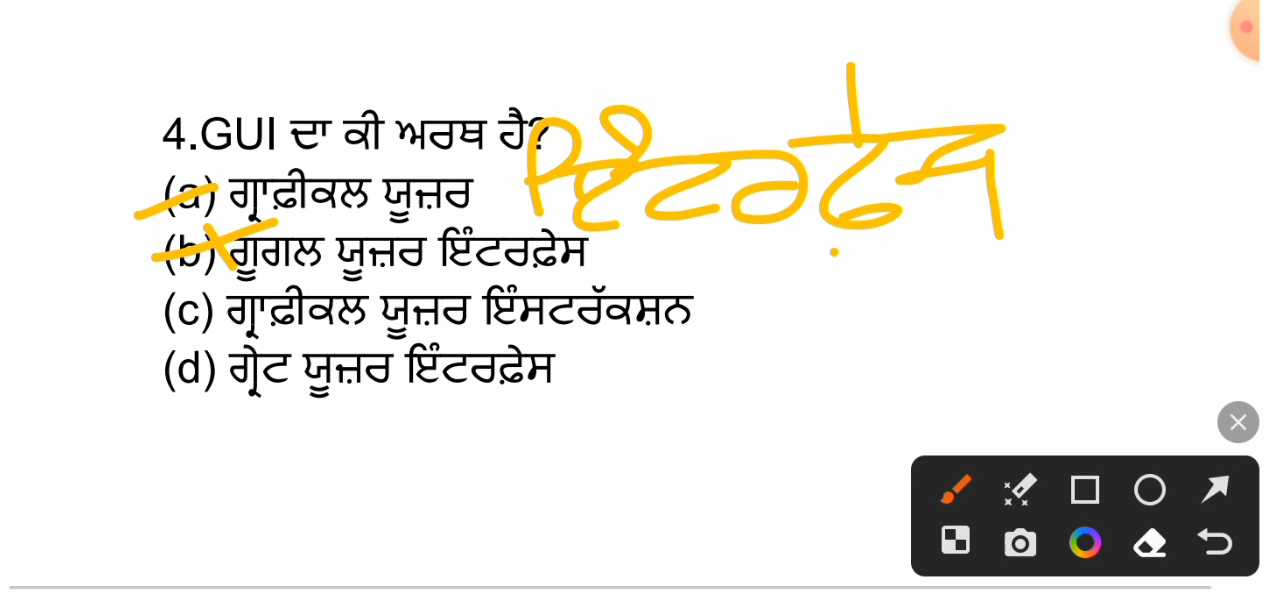 4.GUI ਦਾ ਕੀ ਅਰਥ ਹੈ?
(a) ਗ੍ਰਾਫ਼ੀਕਲ ਯੂਜ਼ਰ ਇੰਟਰਫ਼ੇਸ
(b) ਗੂਗਲ ਯੂਜ਼ਰ ਇੰਟਰਫ਼ੇਸ
(c) ਗ੍ਰਾਫ਼ੀਕਲ ਯੂਜ਼ਰ ਇੰਸਟਰੱਕਸ਼ਨ
(d) ਗ੍ਰੇਟ ਯੂਜ਼ਰ ਇੰਟਰਫ਼ੇਸ